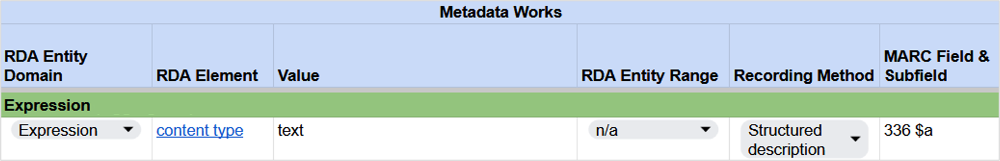 Metadata Works
RDA Entity Domain
RDA Element
Value
RDA Entity Range
Recording Method
MARC Field & Subfield
Expression
Expression
content type
text
n/a
Structured description
336 $a